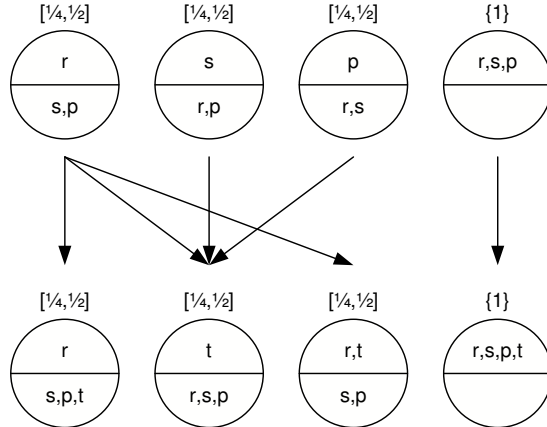 [¼,½] [¼,½] [¼,½] {1}
r s p r,s,p
s,p r,p r,s
[¼,½] [¼,½] [¼,½] {1}
r t r,t r,s,p,t
s,p,t r,s,p s,p